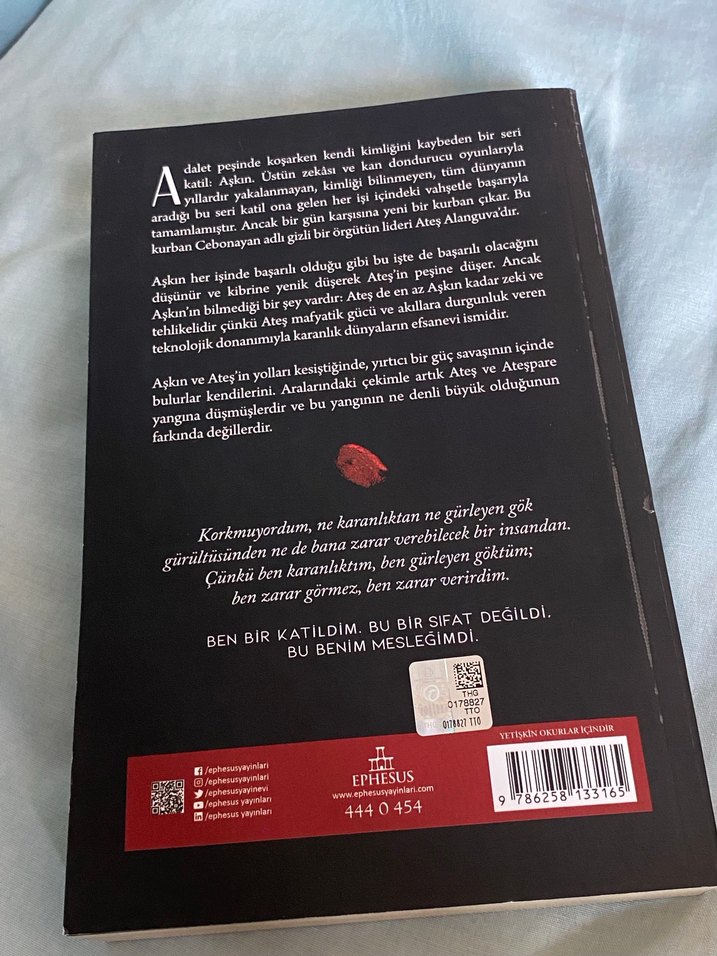 Adalet peşinde koşarken kendi kimliğini kaybeden bir seri
katil: Aşkın. Üstün zekâsı ve kan dondurucu oyunlarıyla
yıllardır yakalanmayan, kimliği bilinmeyen, tüm dünyanın
aradığı bu seri katil ona gelen her işi içindeki vahşetle başarıyla
tamamlamıştır. Ancak bir gün karşısına yeni bir kurban çıkar. Bu
kurban Cebonayan adlı gizli bir örgütün lideri Ateş Alanguva'dır.
Aşkın her işinde başarılı olduğu gibi bu işte de başarılı olacağını
düşünür ve kibrine yenik düşerek Ateş'in peşine düşer. Ancak
Aşkın'ın bilmediği bir şey vardır: Ateş de en az Aşkın kadar zeki ve
tehlikelidir çünkü Ateş mafyatik gücü ve akıllara durgunluk veren
teknolojik donanımıyla karanlık dünyaların efsanevi ismidir.
Aşkın ve Ateş'in yolları kesiştiğinde, yırtıcı bir güç savaşının içinde
bulurlar kendilerini. Aralarındaki çekimle artık Ateş ve Ateşpare
yangına düşmüşlerdir ve bu yangının ne denli büyük olduğunun
farkında değillerdir.
Korkmuyordum, ne karanlıktan ne gürleyen gök
gürültüsünden ne de bana zarar verebilecek bir insandan.
Çünkü ben karanlıktım, ben gürleyen göktüm;
ben zarar görmez, ben zarar verirdim.
BEN BİR KATİLDİM. BU BİR SIFAT DEĞİLDİ,
BU BENİM MESLEĞİMDİ.
THG
0178827
TTO
THG 0178827 TTO
/ephesusyayinlari
/ephesusyayinlari
/ephesusyayinevi
/ephesus yayınları
/ephesus yayınları
EPHESUS
www.ephesusyayinlari.com
444 0 454
YETİŞKİN OKURLAR İÇİNDİR
9 786258 133165